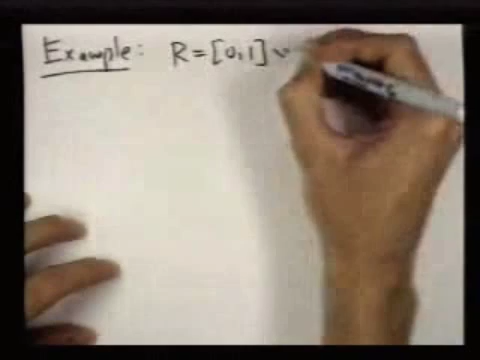 Example: R = [0,1]